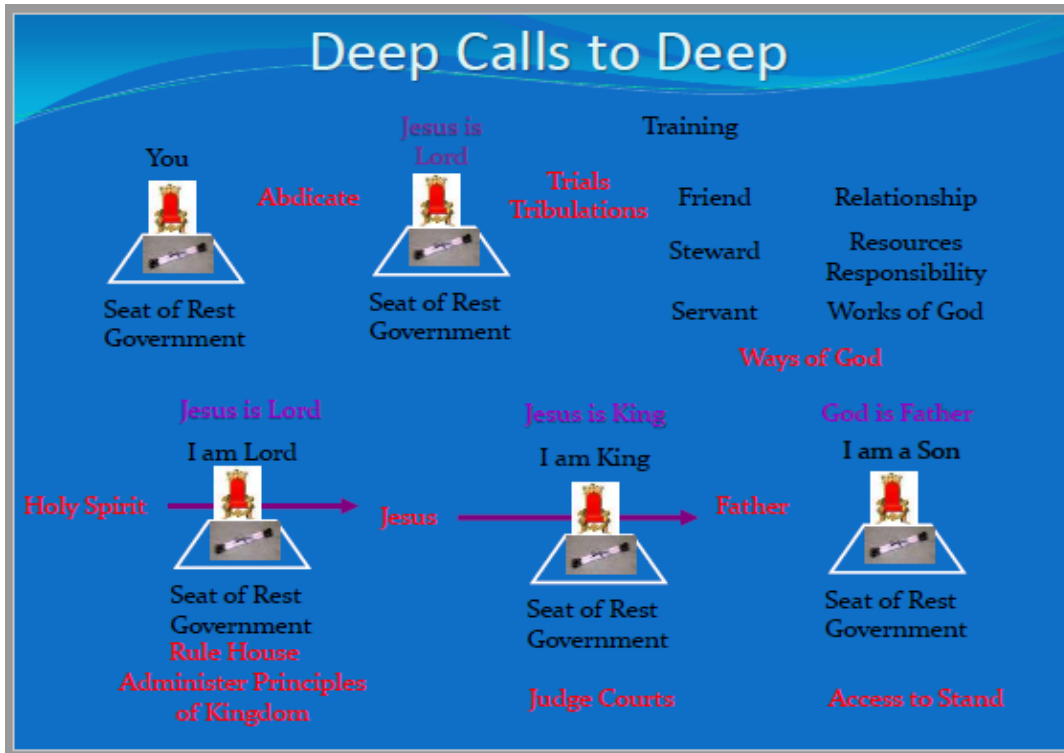 Deep Calls to Deep
You
Abdicate
Jesus is
Lord
Trials
Tribulations
Training
Friend
Relationship
Steward
Resources
Responsibility
Servant
Works of God
Ways of God
Seat of Rest
Government
Seat of Rest
Government
Holy Spirit
Jesus is Lord
I am Lord
Seat of Rest
Government
Rule House
Administer Principles
of Kingdom
Jesus
Jesus is King
I am King
Seat of Rest
Government
Judge Courts
Father
God is Father
I am a Son
Seat of Rest
Government
Access to Stand